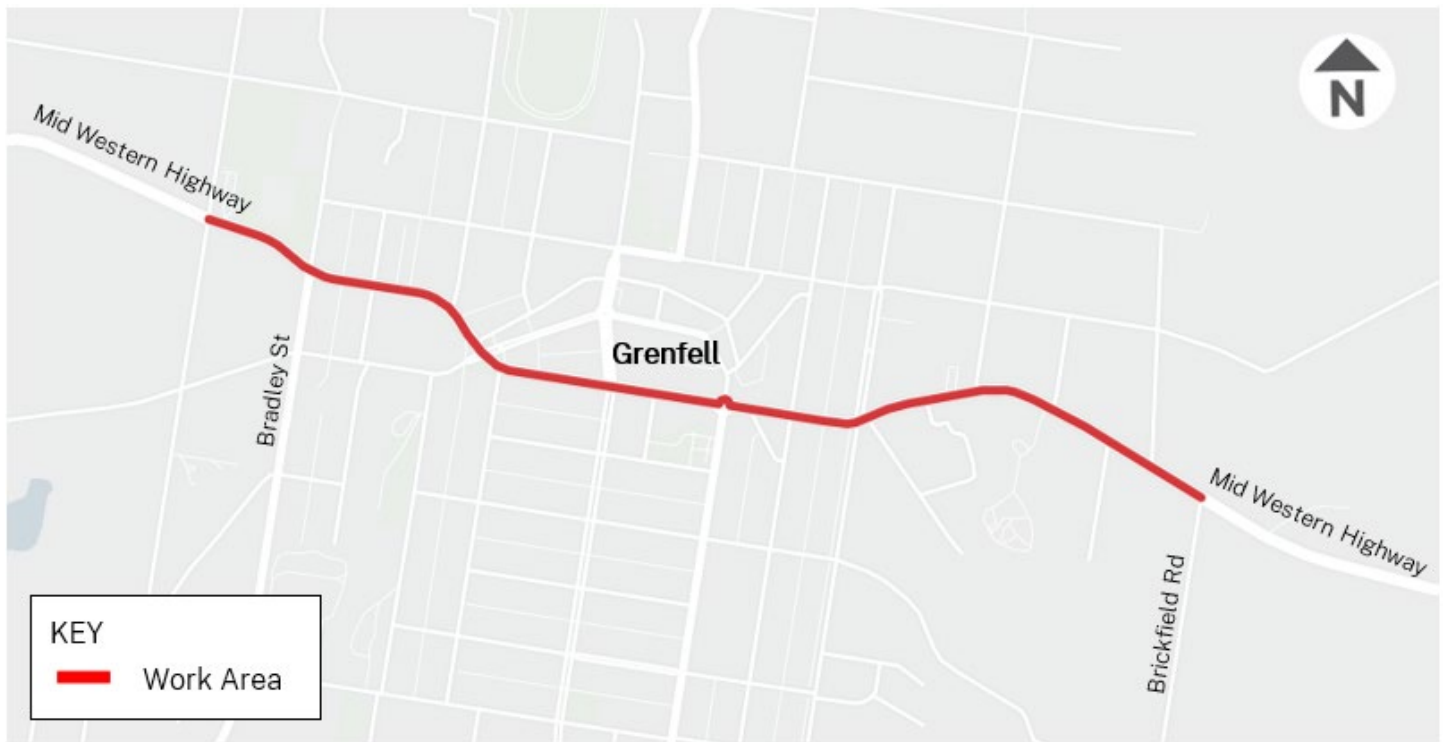 N
Mid Western Highway
Grenfell
Bradley St
Mid Western Highway
Brickfield Rd
KEY
Work Area